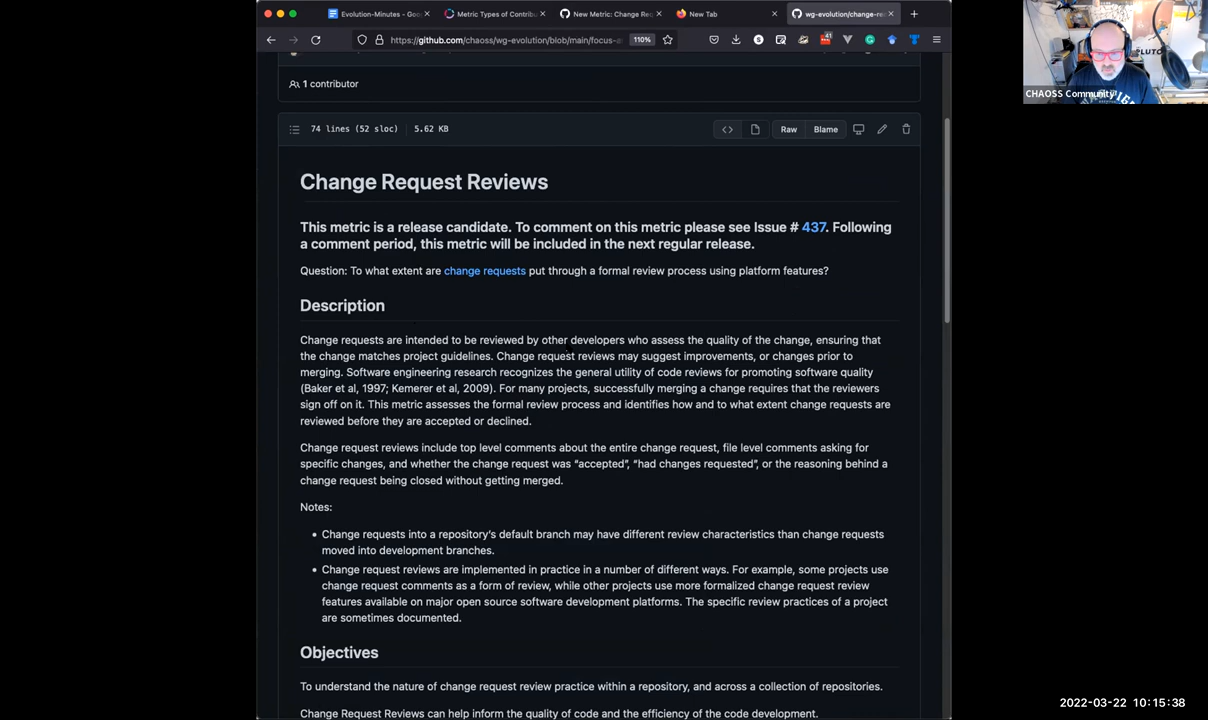 Evolution-Minutes - Goo
Metric Types of Contribu
New Metric: Change Req
New Tab
wg-evolution/change-re
https://github.com/chaoss/wg-evolution/blob/main/focus-a
110%
41
1 contributor
74 lines (52 sloc)
5.62 KB
Raw
Blame
Change Request Reviews
This metric is a release candidate. To comment on this metric please see Issue # 437. Following
a comment period, this metric will be included in the next regular release.
Question: To what extent are change requests put through a formal review process using platform features?
Description
Change requests are intended to be reviewed by other developers who assess the quality of the change, ensuring that
the change matches project guidelines. Change request reviews may suggest improvements, or changes prior to
merging. Software engineering research recognizes the general utility of code reviews for promoting software quality
(Baker et al, 1997; Kemerer et al, 2009). For many projects, successfully merging a change requires that the reviewers
sign off on it. This metric assesses the formal review process and identifies how and to what extent change requests are
reviewed before they are accepted or declined.
Change request reviews include top level comments about the entire change request, file level comments asking for
specific changes, and whether the change request was “accepted”, “had changes requested”, or the reasoning behind a
change request being closed without getting merged.
Notes:
Change requests into a repository’s default branch may have different review characteristics than change requests
moved into development branches.
Change request reviews are implemented in practice in a number of different ways. For example, some projects use
change request comments as a form of review, while other projects use more formalized change request review
features available on major open source software development platforms. The specific review practices of a project
are sometimes documented.
Objectives
To understand the nature of change request review practice within a repository, and across a collection of repositories.
Change Request Reviews can help inform the quality of code and the efficiency of the code development.
CHAOSS Community
2022-03-22 10:15:38